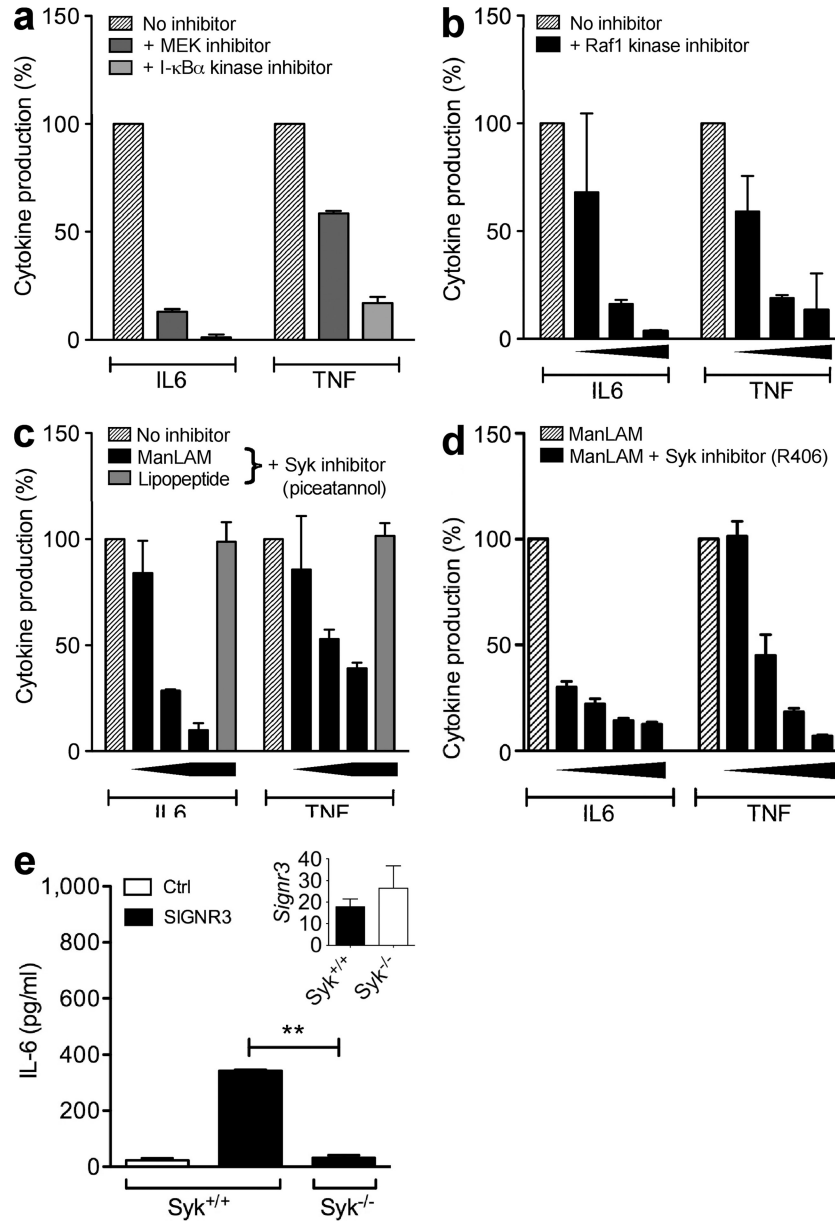 a
150
100
50
0
Cytokine production (%)
No inhibitor
+ MEK inhibitor
+ I-κBα kinase inhibitor
IL6
TNF
b
150
100
50
0
Cytokine production (%)
No inhibitor
+ Raf1 kinase inhibitor
IL6
TNF
c
150
100
50
0
Cytokine production (%)
No inhibitor
ManLAM
Lipopeptide
} + Syk inhibitor
(piceatannol)
IL6
TNF
d
150
100
50
0
Cytokine production (%)
ManLAM
ManLAM + Syk inhibitor (R406)
IL6
TNF
e
1,000
800
600
400
200
0
IL-6 (pg/ml)
Ctrl
SIGNR3
**
Syk+/+
Syk-/-
40
30
20
10
0
Signr3
Syk+/+
Syk-/-